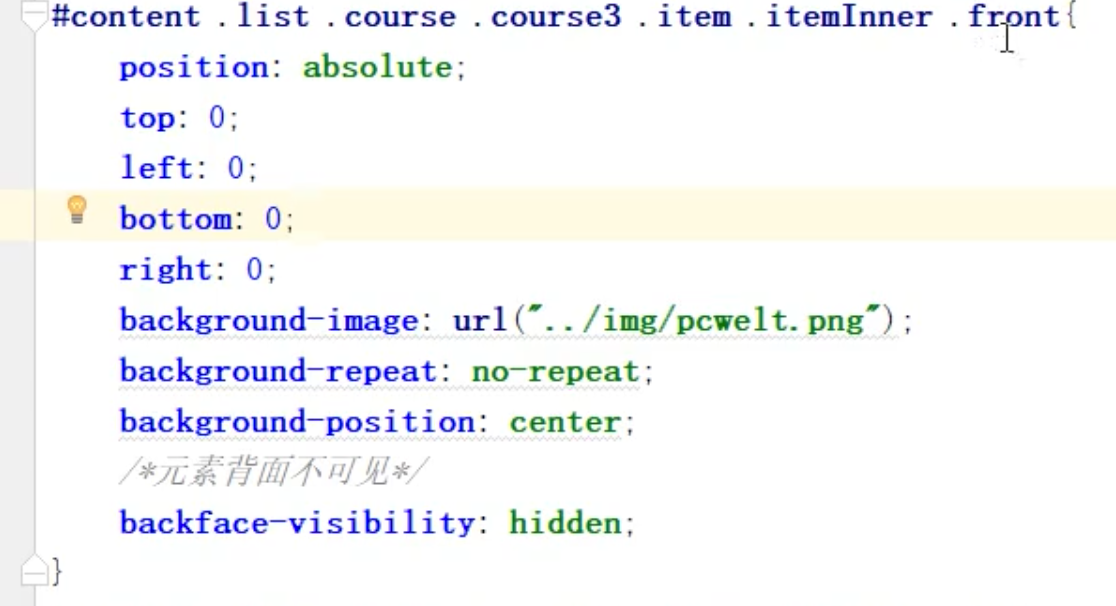 #content .list .course .course3 .item .itemInner .front{
position: absolute;
top: 0;
left: 0;
bottom: 0;
right: 0;
background-image: url("../img/pcwelt.png");
background-repeat: no-repeat;
background-position: center;
/*元素背面不可见*/
backface-visibility: hidden;
}